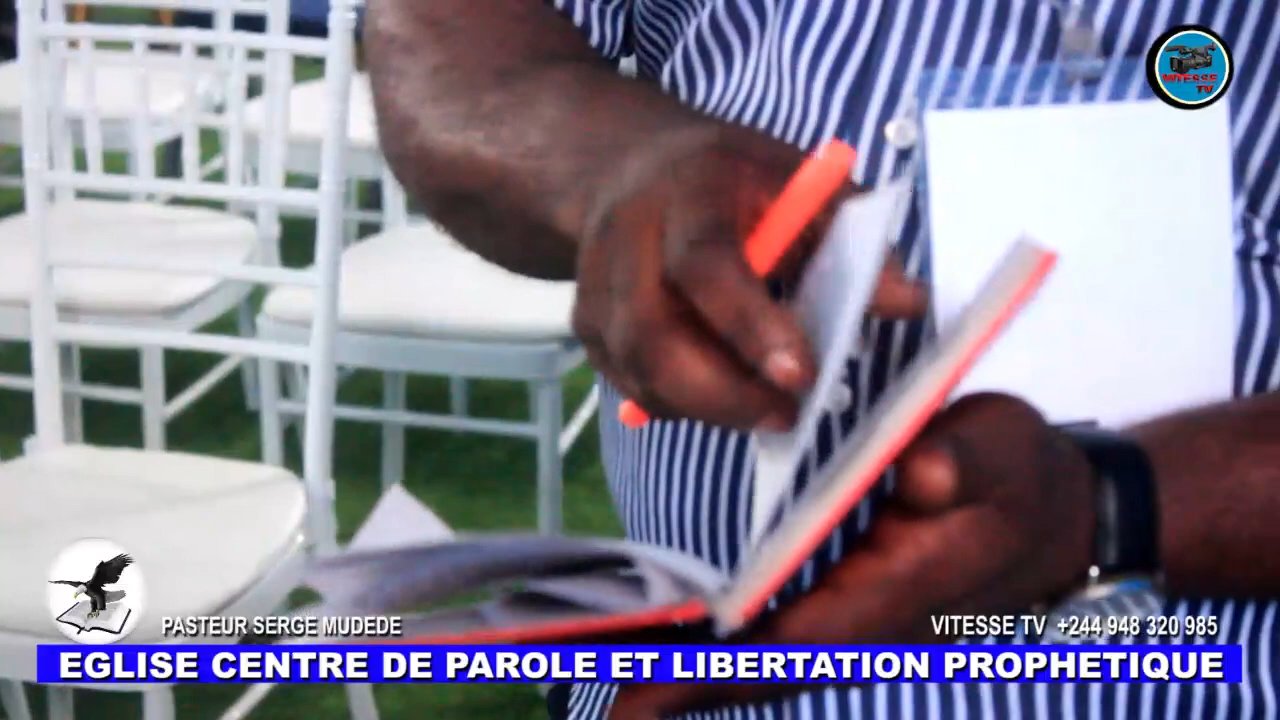 VITESSE
TV
PASTEUR SERGE MUDEDE
VITESSE TV +244 948 320 985
EGLISE CENTRE DE PAROLE ET LIBERTATION PROPHETIQUE